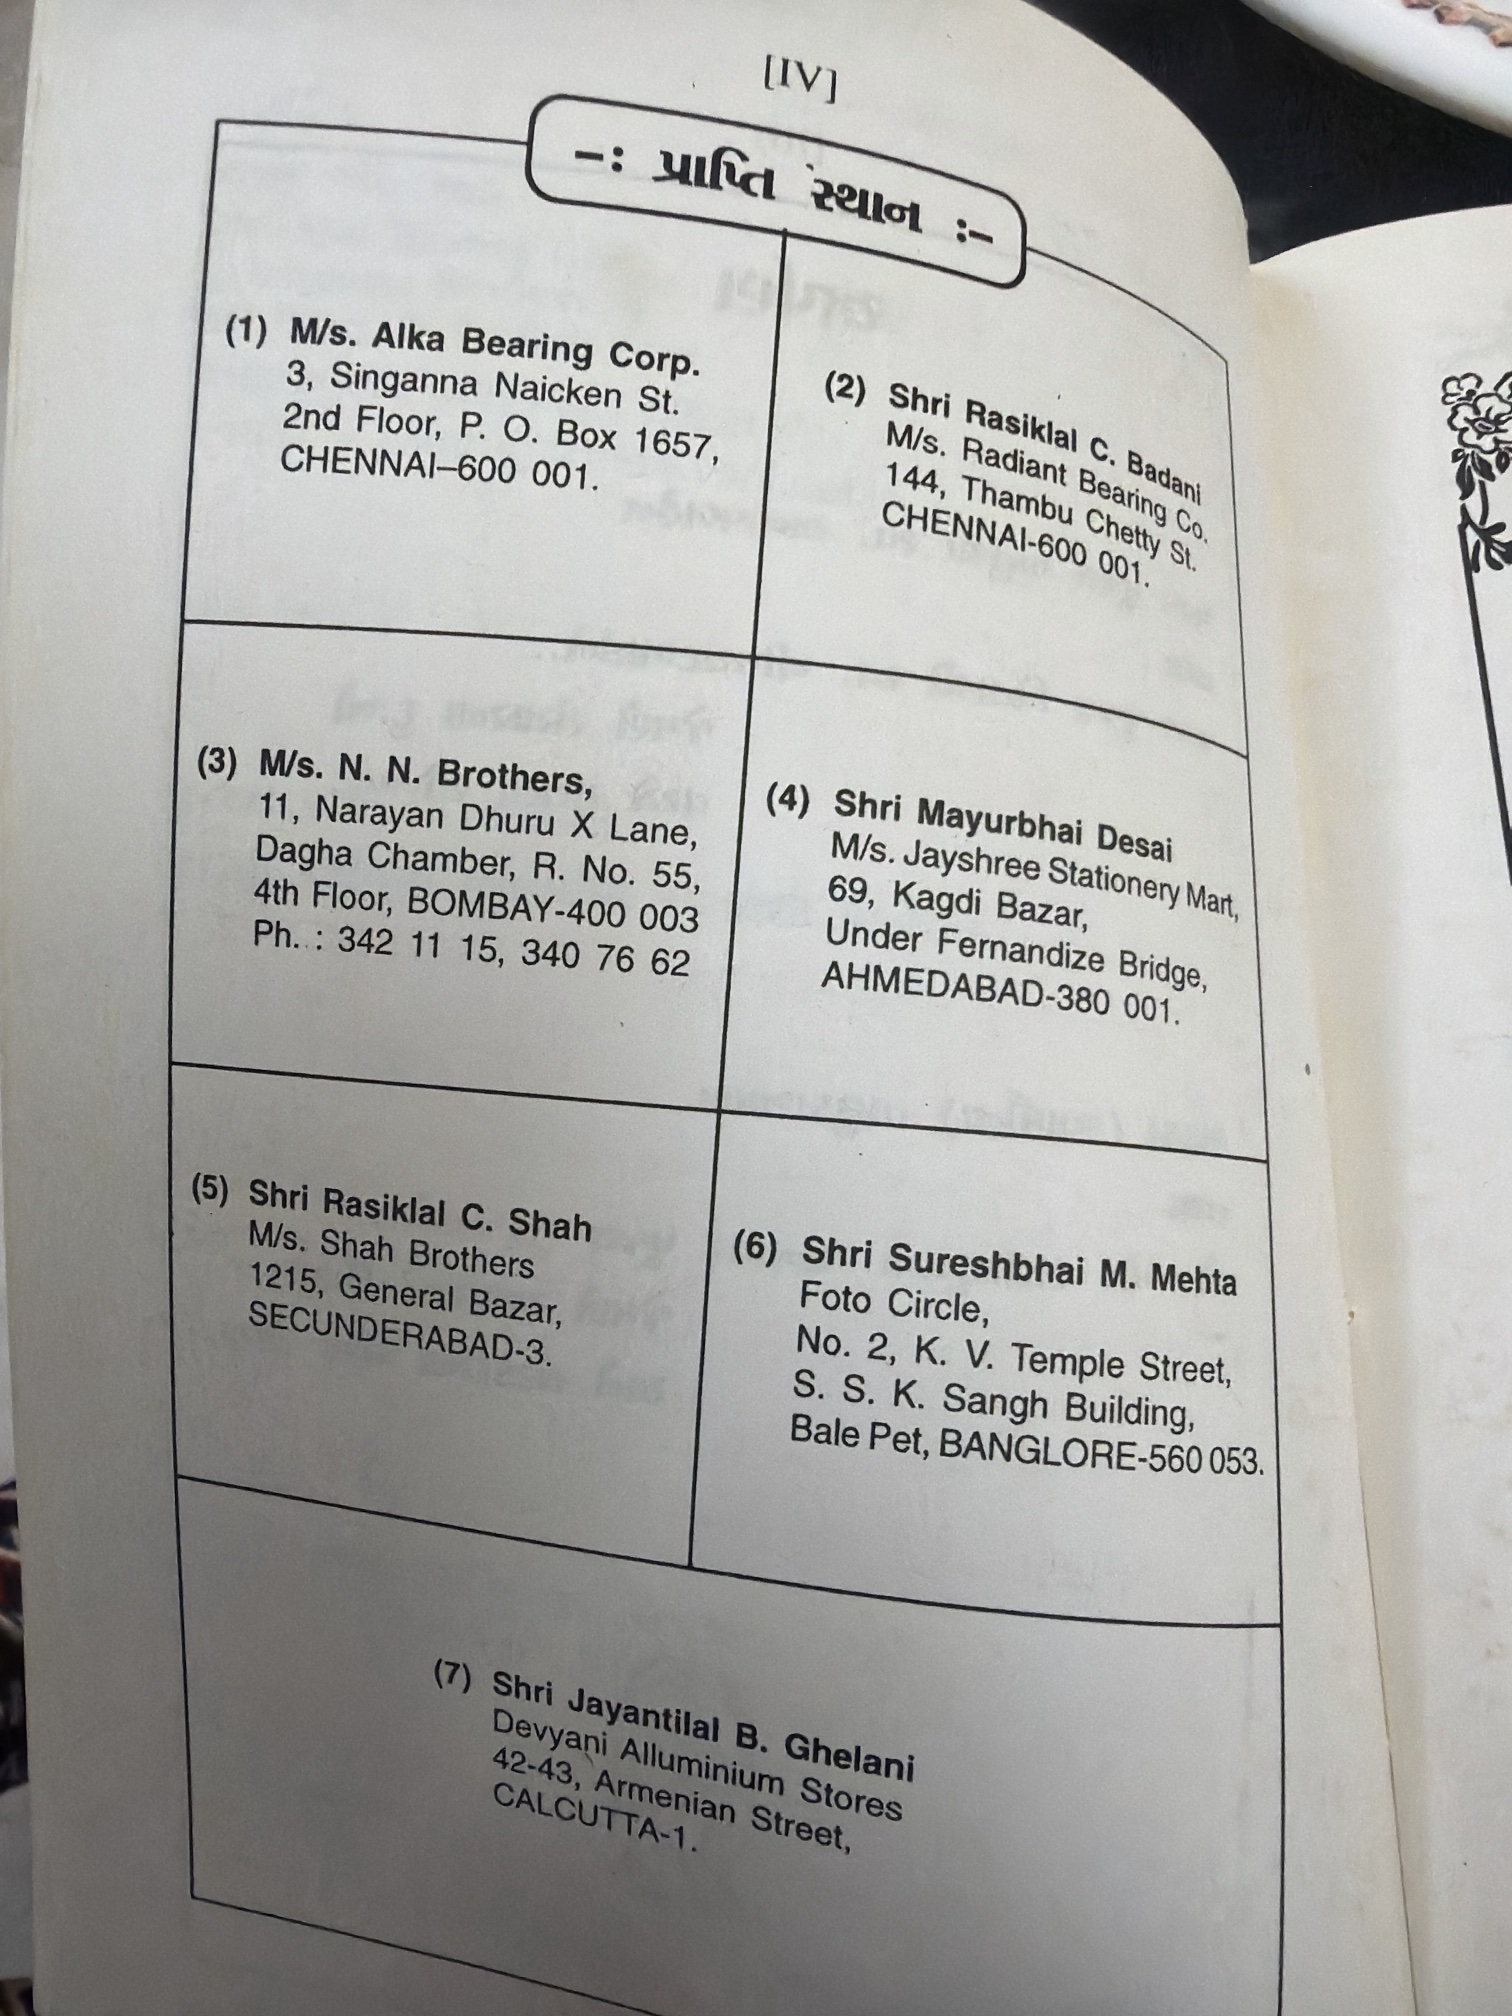 [IV]
-: પ્રાપ્તિ સ્થાન :-
(1) M/s. Alka Bearing Corp.
3, Singanna Naicken St.
2nd Floor, P. O. Box 1657,
CHENNAI–600 001.
(2) Shri Rasiklal C. Badani
M/s. Radiant Bearing Co.
144, Thambu Chetty St.
CHENNAI-600 001.
(3) M/s. N. N. Brothers,
11, Narayan Dhuru X Lane,
Dagha Chamber, R. No. 55,
4th Floor, BOMBAY-400 003
Ph. : 342 11 15, 340 76 62
(4) Shri Mayurbhai Desai
M/s. Jayshree Stationery Mart,
69, Kagdi Bazar,
Under Fernandize Bridge,
AHMEDABAD-380 001.
(5) Shri Rasiklal C. Shah
M/s. Shah Brothers
1215, General Bazar,
SECUNDERABAD-3.
(6) Shri Sureshbhai M. Mehta
Foto Circle,
No. 2, K. V. Temple Street,
S. S. K. Sangh Building,
Bale Pet, BANGLORE-560 053.
(7) Shri Jayantilal B. Ghelani
Devyani Alluminium Stores
42-43, Armenian Street,
CALCUTTA-1.